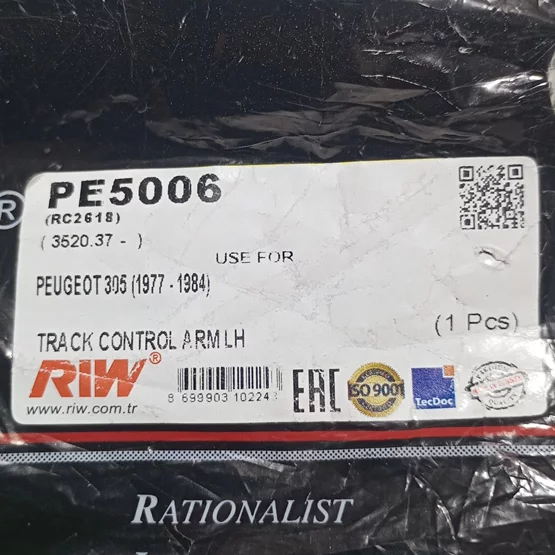 ®
PE5006
(RC2618)
( 3520.37 - )
USE FOR
PEUGEOT 305 (1977 - 1984)
(1 Pcs)
TRACK CONTROL ARM LH
RIW®
www.riw.com.tr
8 699903 10224
EAC
ISO 9001
TecDoc
RATIONALIST